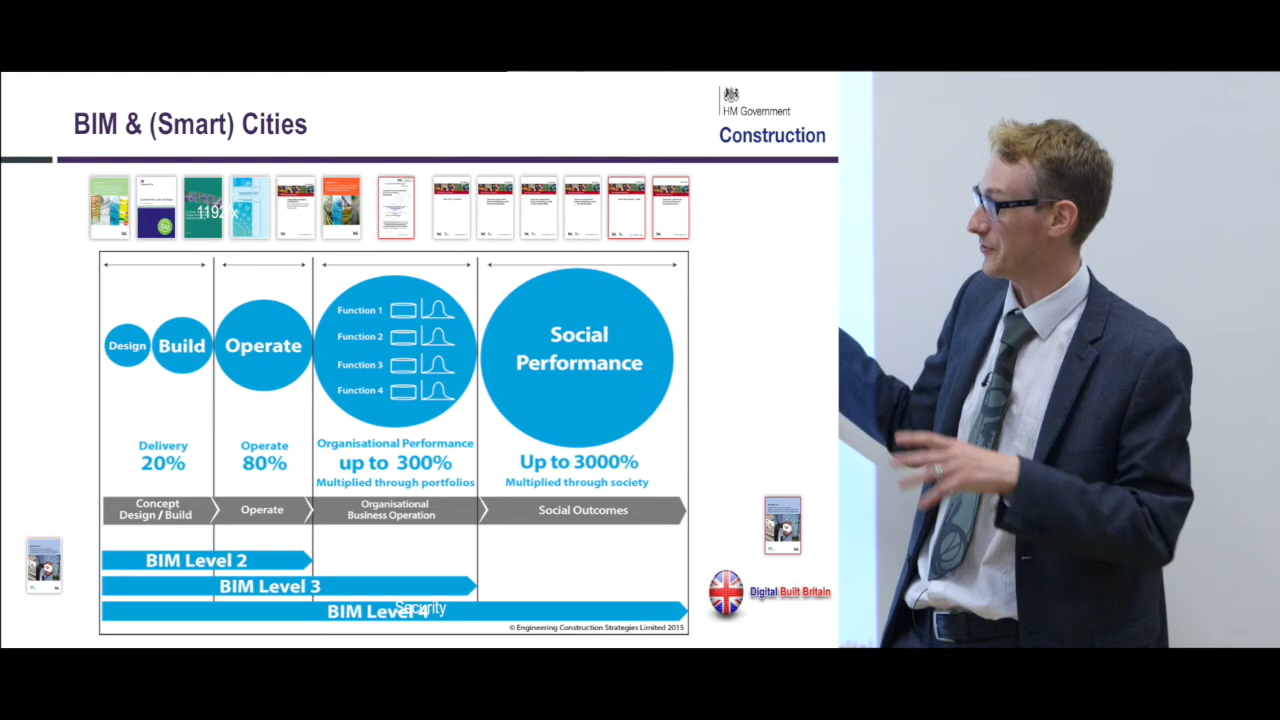 BIM & (Smart) Cities
HM Government
Construction
1192 x
Design
Build
Operate
Function 1
Function 2
Function 3
Function 4
Social
Performance
Delivery
20%
Operate
80%
Organisational Performance
up to 300%
Multiplied through portfolios
Up to 3000%
Multiplied through society
Concept
Design / Build
Operate
Organisational
Business Operation
Social Outcomes
BIM Level 2
BIM Level 3
BIM Level 4
Security
Digital Built Britain
© Engineering Construction Strategies Limited 2015